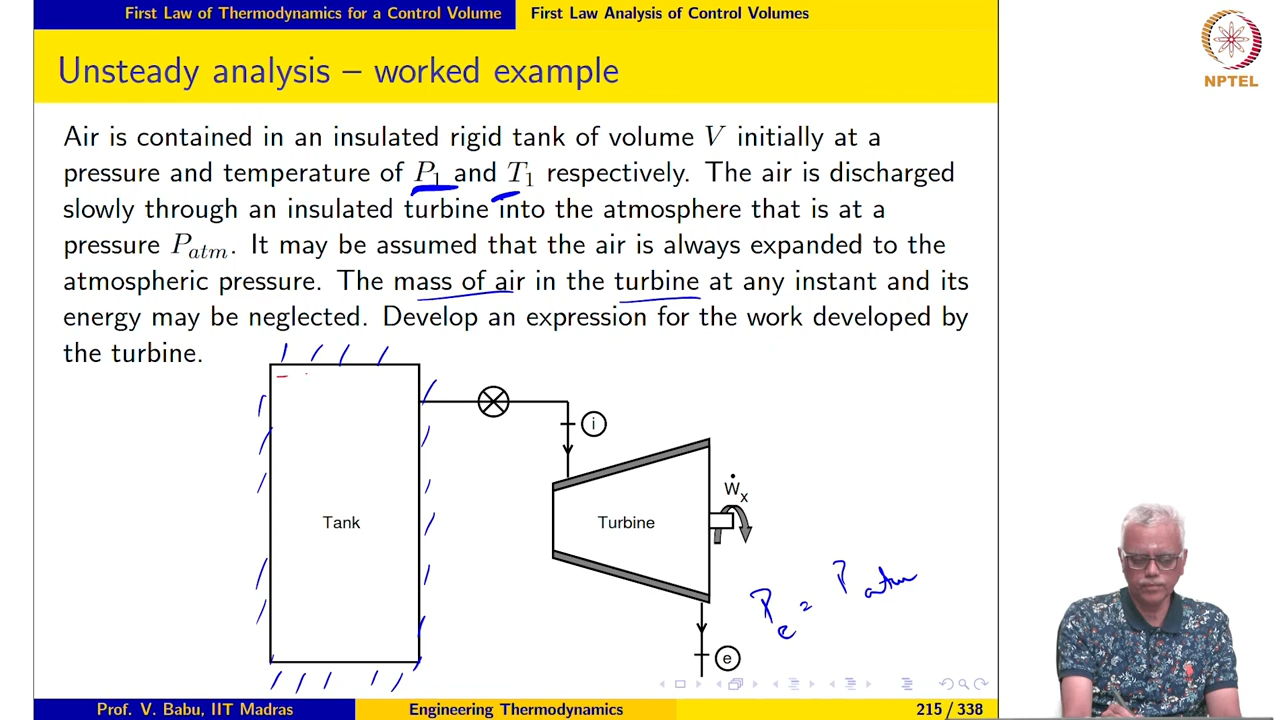 First Law of Thermodynamics for a Control Volume First Law Analysis of Control Volumes
Unsteady analysis – worked example
NPTEL
Air is contained in an insulated rigid tank of volume V initially at a
pressure and temperature of P1 and T1 respectively. The air is discharged
slowly through an insulated turbine into the atmosphere that is at a
pressure Patm. It may be assumed that the air is always expanded to the
atmospheric pressure. The mass of air in the turbine at any instant and its
energy may be neglected. Develop an expression for the work developed by
the turbine.
i
Ẇx
Tank
Turbine
Pe = Patm
e
Prof. V. Babu, IIT Madras Engineering Thermodynamics 215 / 338